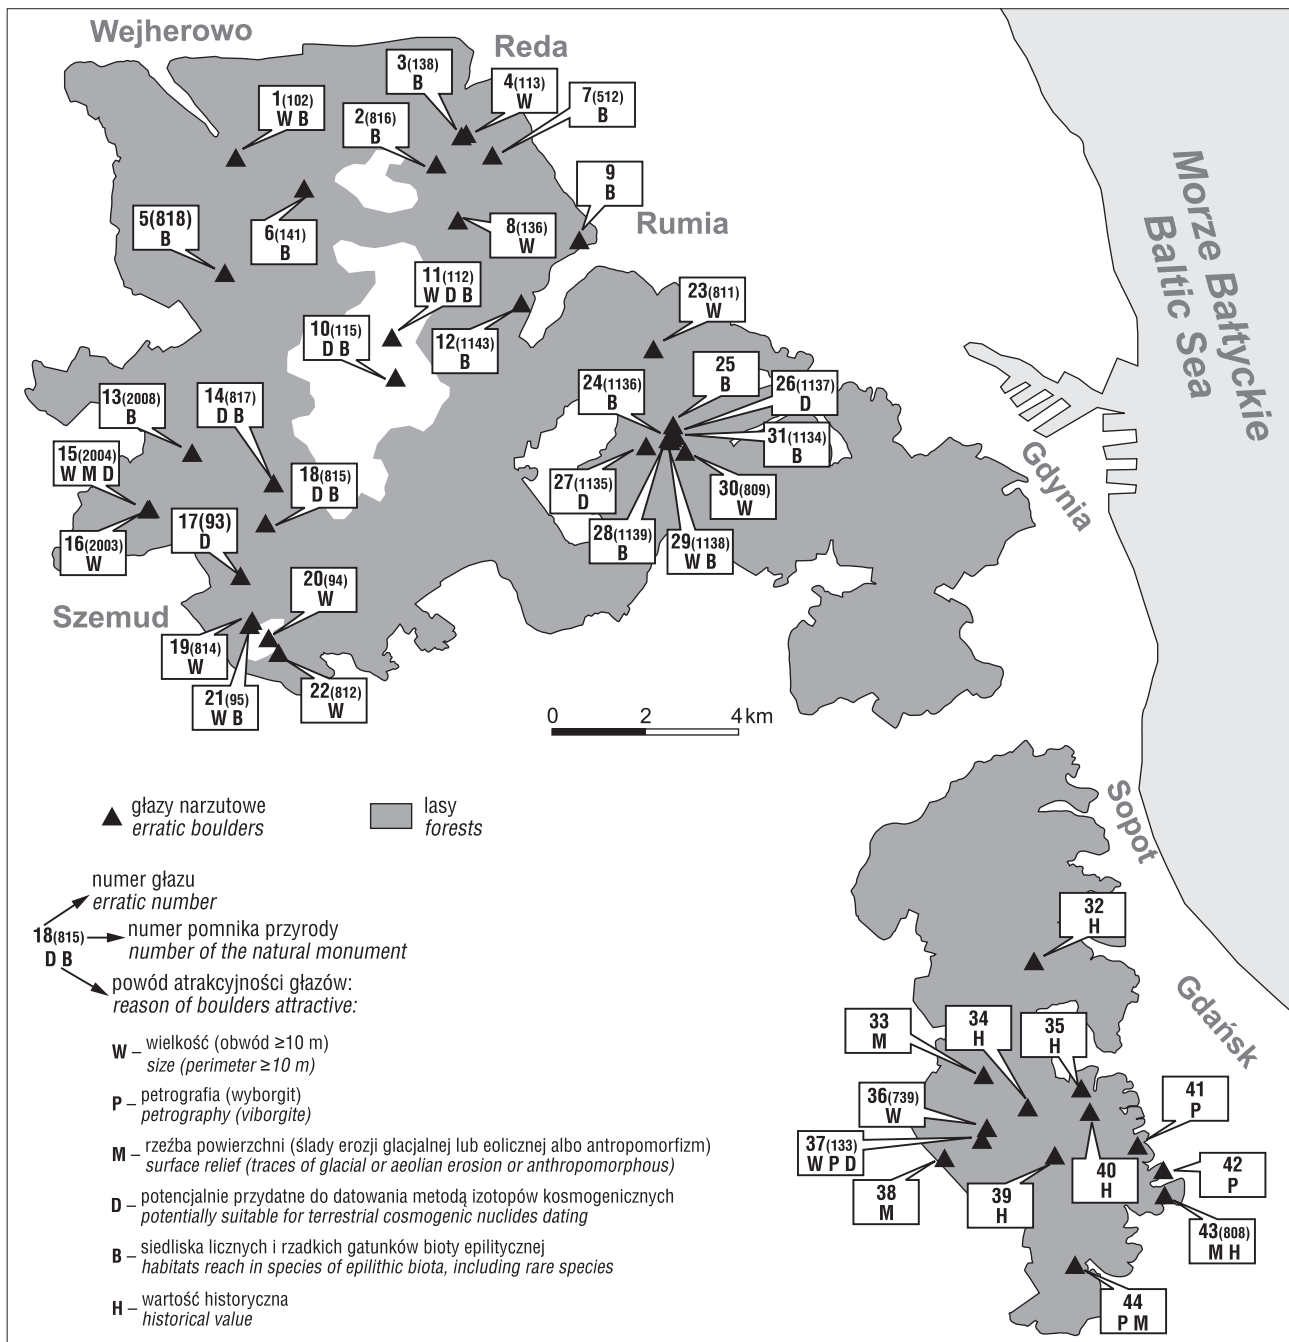 Wejherowo
Reda
3(138)
B
4(113)
W
7(512)
B
1(102)
W B
2(816)
B
9
B
Rumia
5(818)
B
6(141)
B
8(136)
W
11(112)
W D B
10(115)
D B
12(1143)
B
23(811)
W
Morze Bałtyckie
Baltic Sea
13(2008)
B
14(817)
D B
24(1136)
B
25
B
26(1137)
D
31(1134)
B
15(2004)
W M D
18(815)
D B
27(1135)
D
30(809)
W
Gdynia
16(2003)
W
17(93)
D
28(1139)
B
29(1138)
W B
Szemud
20(94)
W
19(814)
W
21(95)
W B
22(812)
W
0 2 4 km
głazy narzutowe
erratic boulders
lasy
forests
numer głazu
erratic number
18(815)
D B
numer pomnika przyrody
number of the natural monument
powód atrakcyjności głazów:
reason of boulders attractive:
W – wielkość (obwód ≥10 m)
size (perimeter ≥10 m)
P – petrografia (wyborgit)
petrography (viborgite)
M – rzeźba powierzchni (ślady erozji glacjalnej lub eolicznej albo antropomorfizm)
surface relief (traces of glacial or aeolian erosion or anthropomorphous)
D – potencjalnie przydatne do datowania metodą izotopów kosmogenicznych
potentially suitable for terrestrial cosmogenic nuclides dating
B – siedliska licznych i rzadkich gatunków bioty epilitycznej
habitats reach in species of epilithic biota, including rare species
H – wartość historyczna
historical value
Sopot
32
H
Gdańsk
33
M
34
H
35
H
36(739)
W
37(133)
W P D
38
M
39
H
40
H
41
P
42
P
43(808)
M H
44
P M